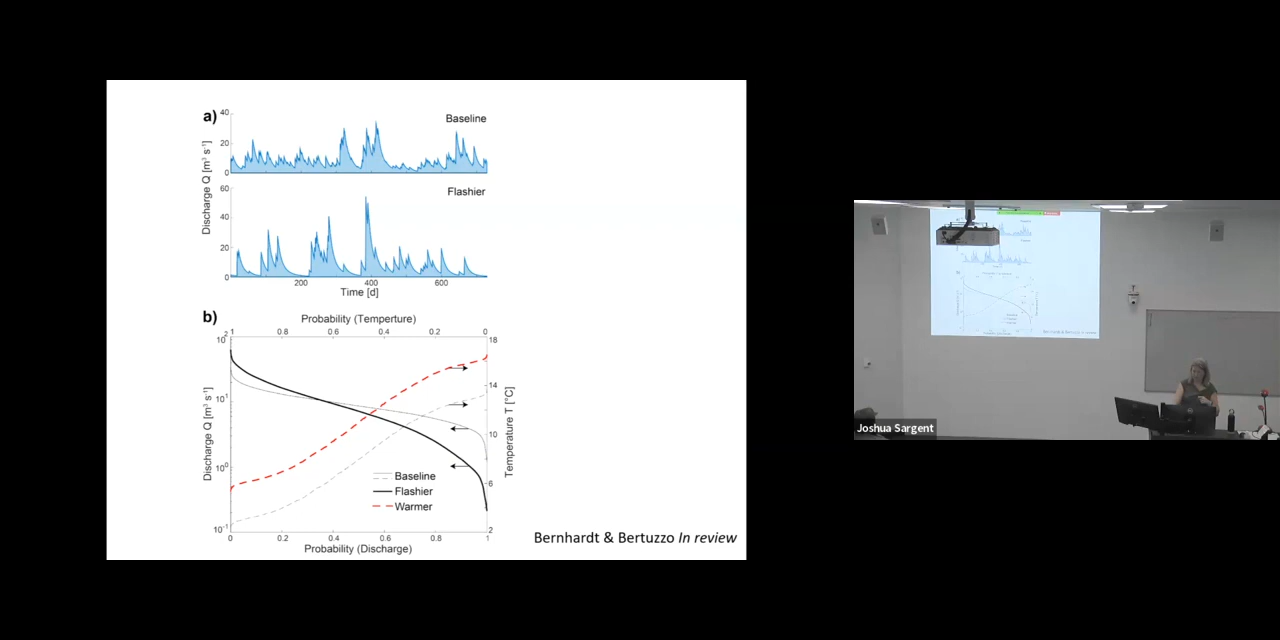 a)
Baseline
Discharge Q [m³ s⁻¹]
40
20
0
Flashier
60
40
20
0
200
400
600
Time [d]
b)
Probability (Temperture)
1
0.8
0.6
0.4
0.2
0
10²
10¹
10⁰
10⁻¹
Discharge Q [m³ s⁻¹]
18
14
10
6
2
Temperature T [°C]
Baseline
Flashier
Warmer
0
0.2
0.4
0.6
0.8
1
Probability (Discharge)
Bernhardt & Bertuzzo In review
Joshua Sargent